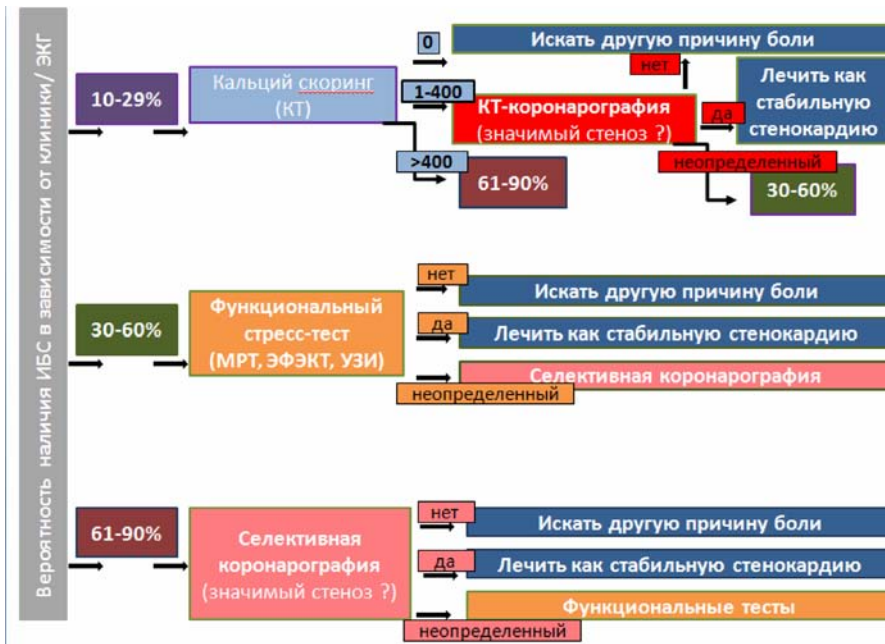 Вероятность наличия ИБС в зависимости от клиники/ ЭКГ
10-29%
Кальций скоринг
(КТ)
0
Искать другую причину боли
нет
1-400
КТ-коронарография
(значимый стеноз ?)
да
Лечить как
стабильную
стенокардию
>400
61-90%
неопределенный
30-60%
30-60%
Функциональный
стресс-тест
(МРТ, ЭФЭКТ, УЗИ)
нет
Искать другую причину боли
да
Лечить как стабильную стенокардию
неопределенный
Селективная коронарография
61-90%
Селективная
коронарография
(значимый стеноз ?)
нет
Искать другую причину боли
да
Лечить как стабильную стенокардию
неопределенный
Функциональные тесты